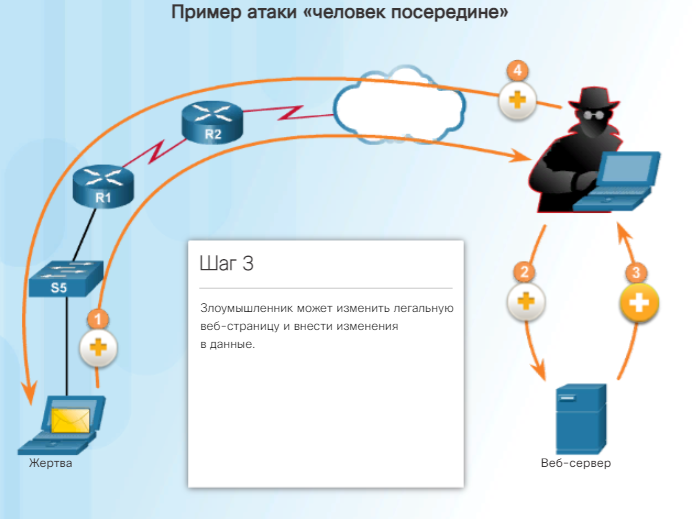 Пример атаки «человек посередине»
4
R2
R1
Шаг 3
2
3
S5
Злоумышленник может изменить легальную
веб-страницу и внести изменения
в данные.
1
Жертва
Веб-сервер